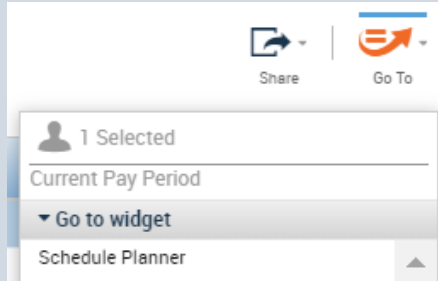 Share Go To
1 Selected
Current Pay Period
Go to widget
Schedule Planner